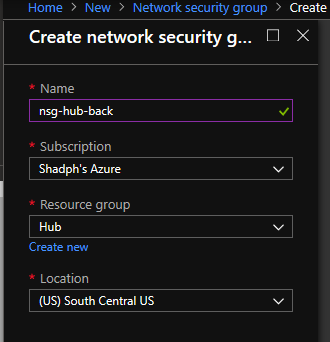 Home > New > Network security group > Create
Create network security g...
* Name
nsg-hub-back
* Subscription
Shadph's Azure
* Resource group
Hub
Create new
* Location
(US) South Central US